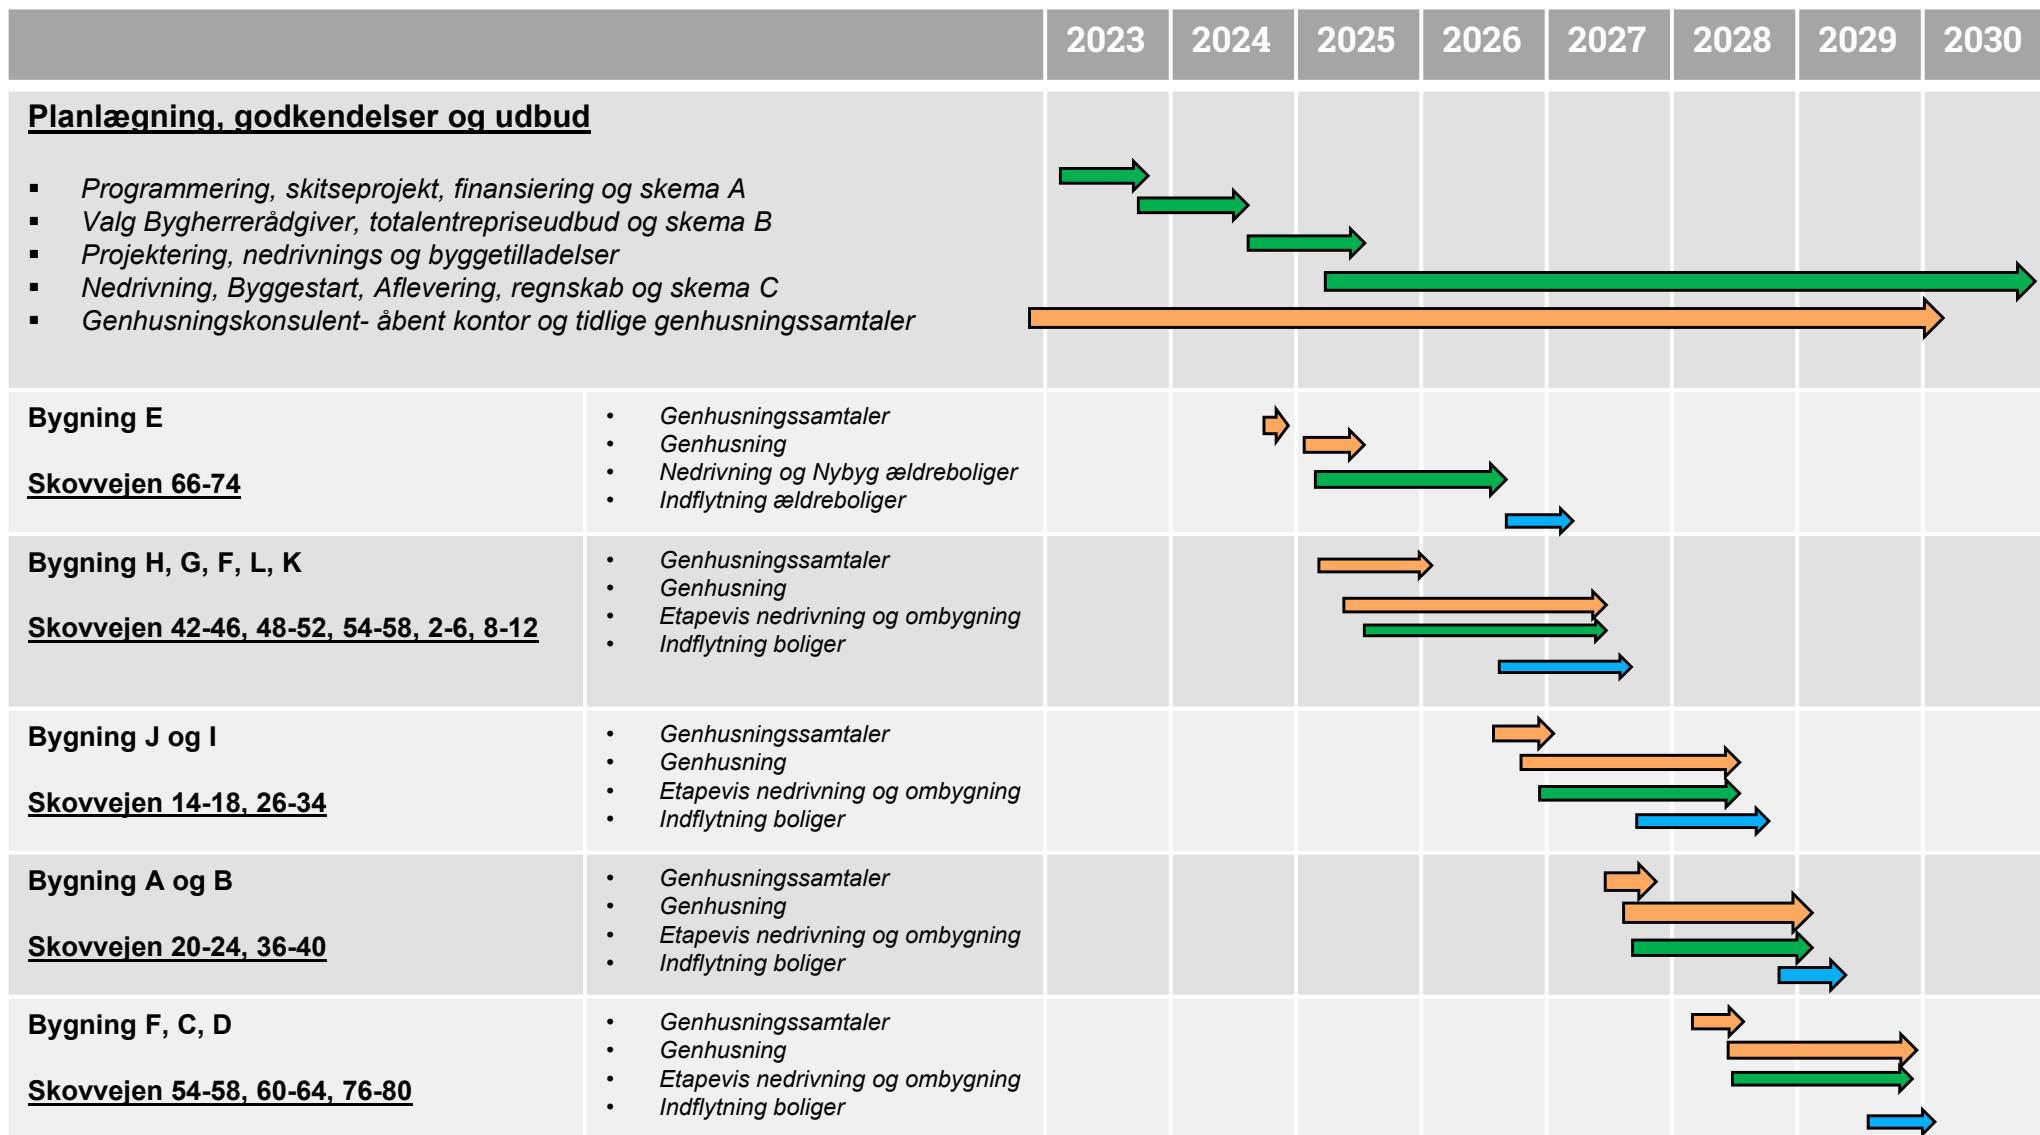 2023 2024 2025 2026 2027 2028 2029 2030
Planlægning, godkendelser og udbud
▪ Programmering, skitseprojekt, finansiering og skema A
▪ Valg Bygherrerådgiver, totalentrepriseudbud og skema B
▪ Projektering, nedrivnings og byggetilladelser
▪ Nedrivning, Byggestart, Aflevering, regnskab og skema C
▪ Genhusningskonsulent- åbent kontor og tidlige genhusningssamtaler
Bygning E
Skovvejen 66-74
• Genhusningssamtaler
• Genhusning
• Nedrivning og Nybyg ældreboliger
• Indflytning ældreboliger
Bygning H, G, F, L, K
Skovvejen 42-46, 48-52, 54-58, 2-6, 8-12
• Genhusningssamtaler
• Genhusning
• Etapevis nedrivning og ombygning
• Indflytning boliger
Bygning J og I
Skovvejen 14-18, 26-34
• Genhusningssamtaler
• Genhusning
• Etapevis nedrivning og ombygning
• Indflytning boliger
Bygning A og B
Skovvejen 20-24, 36-40
• Genhusningssamtaler
• Genhusning
• Etapevis nedrivning og ombygning
• Indflytning boliger
Bygning F, C, D
Skovvejen 54-58, 60-64, 76-80
• Genhusningssamtaler
• Genhusning
• Etapevis nedrivning og ombygning
• Indflytning boliger